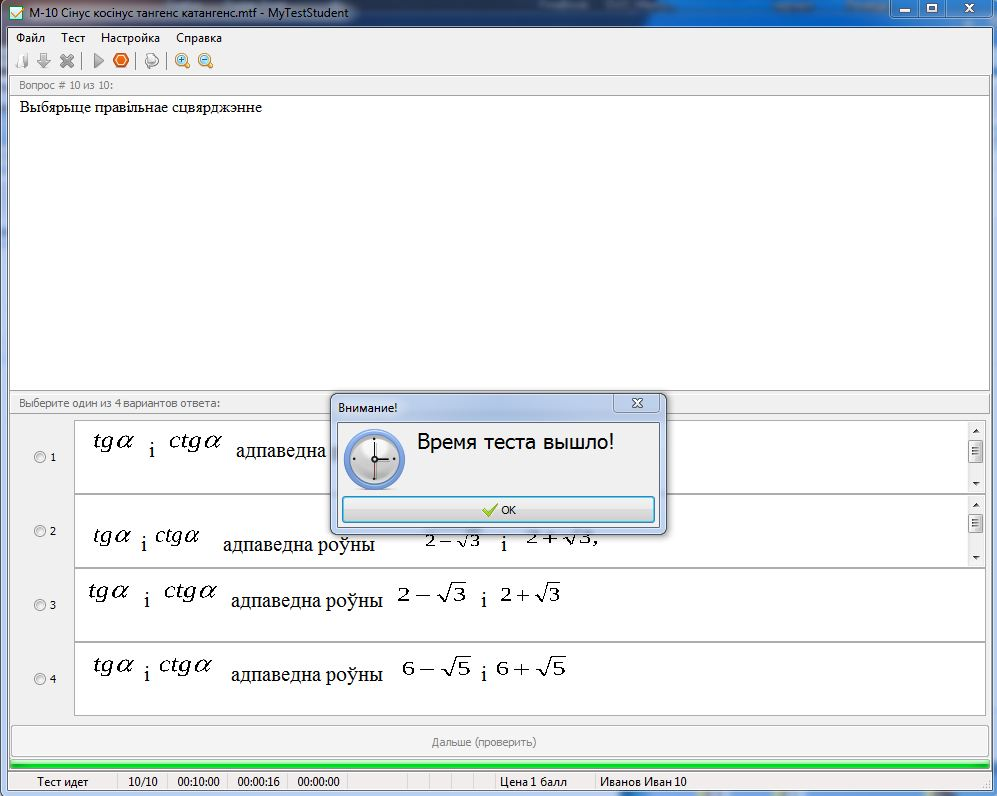 М-10 Сінус косінус тангенс катангенс.mtf - MyTestStudent
Файл Тест Настройка Справка
Вопрос # 10 из 10:
Выбярыце правільнае сцвярджэнне
Выберите один из 4 вариантов ответа:
Внимание!
Время теста вышло!
OK
1 tgα і ctgα адпаведна
2 tgα і ctgα адпаведна роўны 2−√3 і 2+√3,
3 tgα і ctgα адпаведна роўны 2−√3 і 2+√3
4 tgα і ctgα адпаведна роўны 6−√5 і 6+√5
Дальше (проверить)
Тест идет 10/10 00:10:00 00:00:16 00:00:00 Цена 1 балл Иванов Иван 10